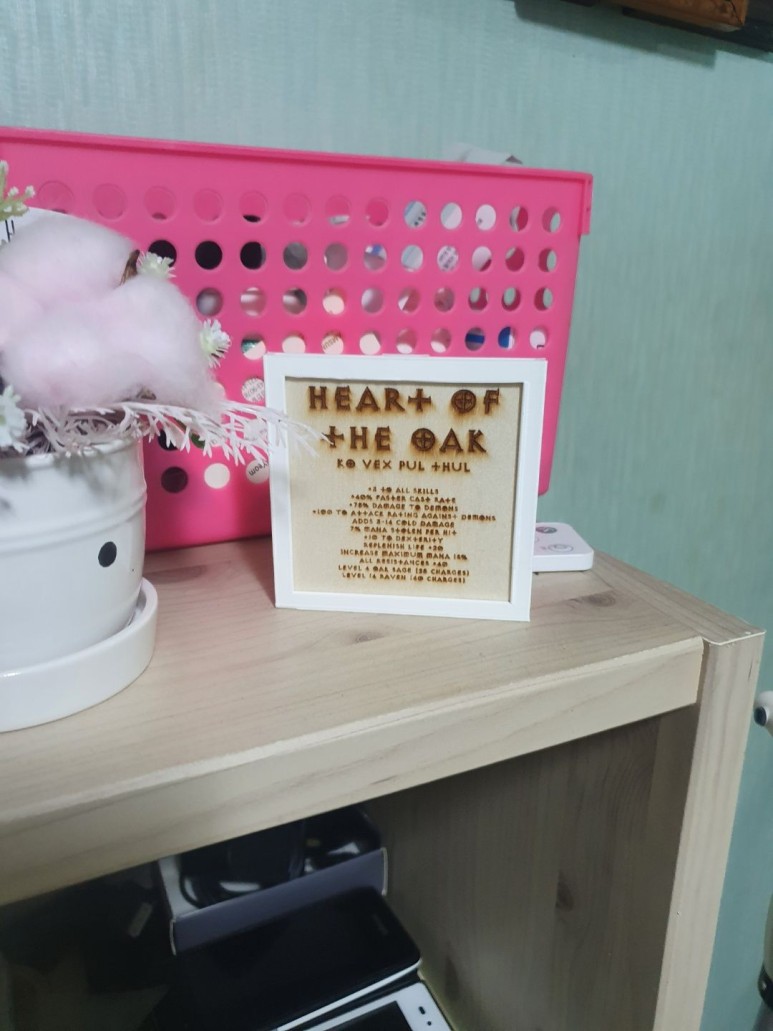 HEART OF
THE OAK
KO VEX PUL THUL
+3 TO ALL SKILLS
+40% FASTER CAST RATE
+75% DAMAGE TO DEMONS
+100 TO ATTACK RATING AGAINST DEMONS
ADDS 3-14 COLD DAMAGE
7% MANA STOLEN PER HIT
+10 TO DEXTERITY
REPLENISH LIFE +20
INCREASE MAXIMUM MANA 15%
ALL RESISTANCES +40
LEVEL 4 OAK SAGE (25 CHARGES)
LEVEL 14 RAVEN (60 CHARGES)